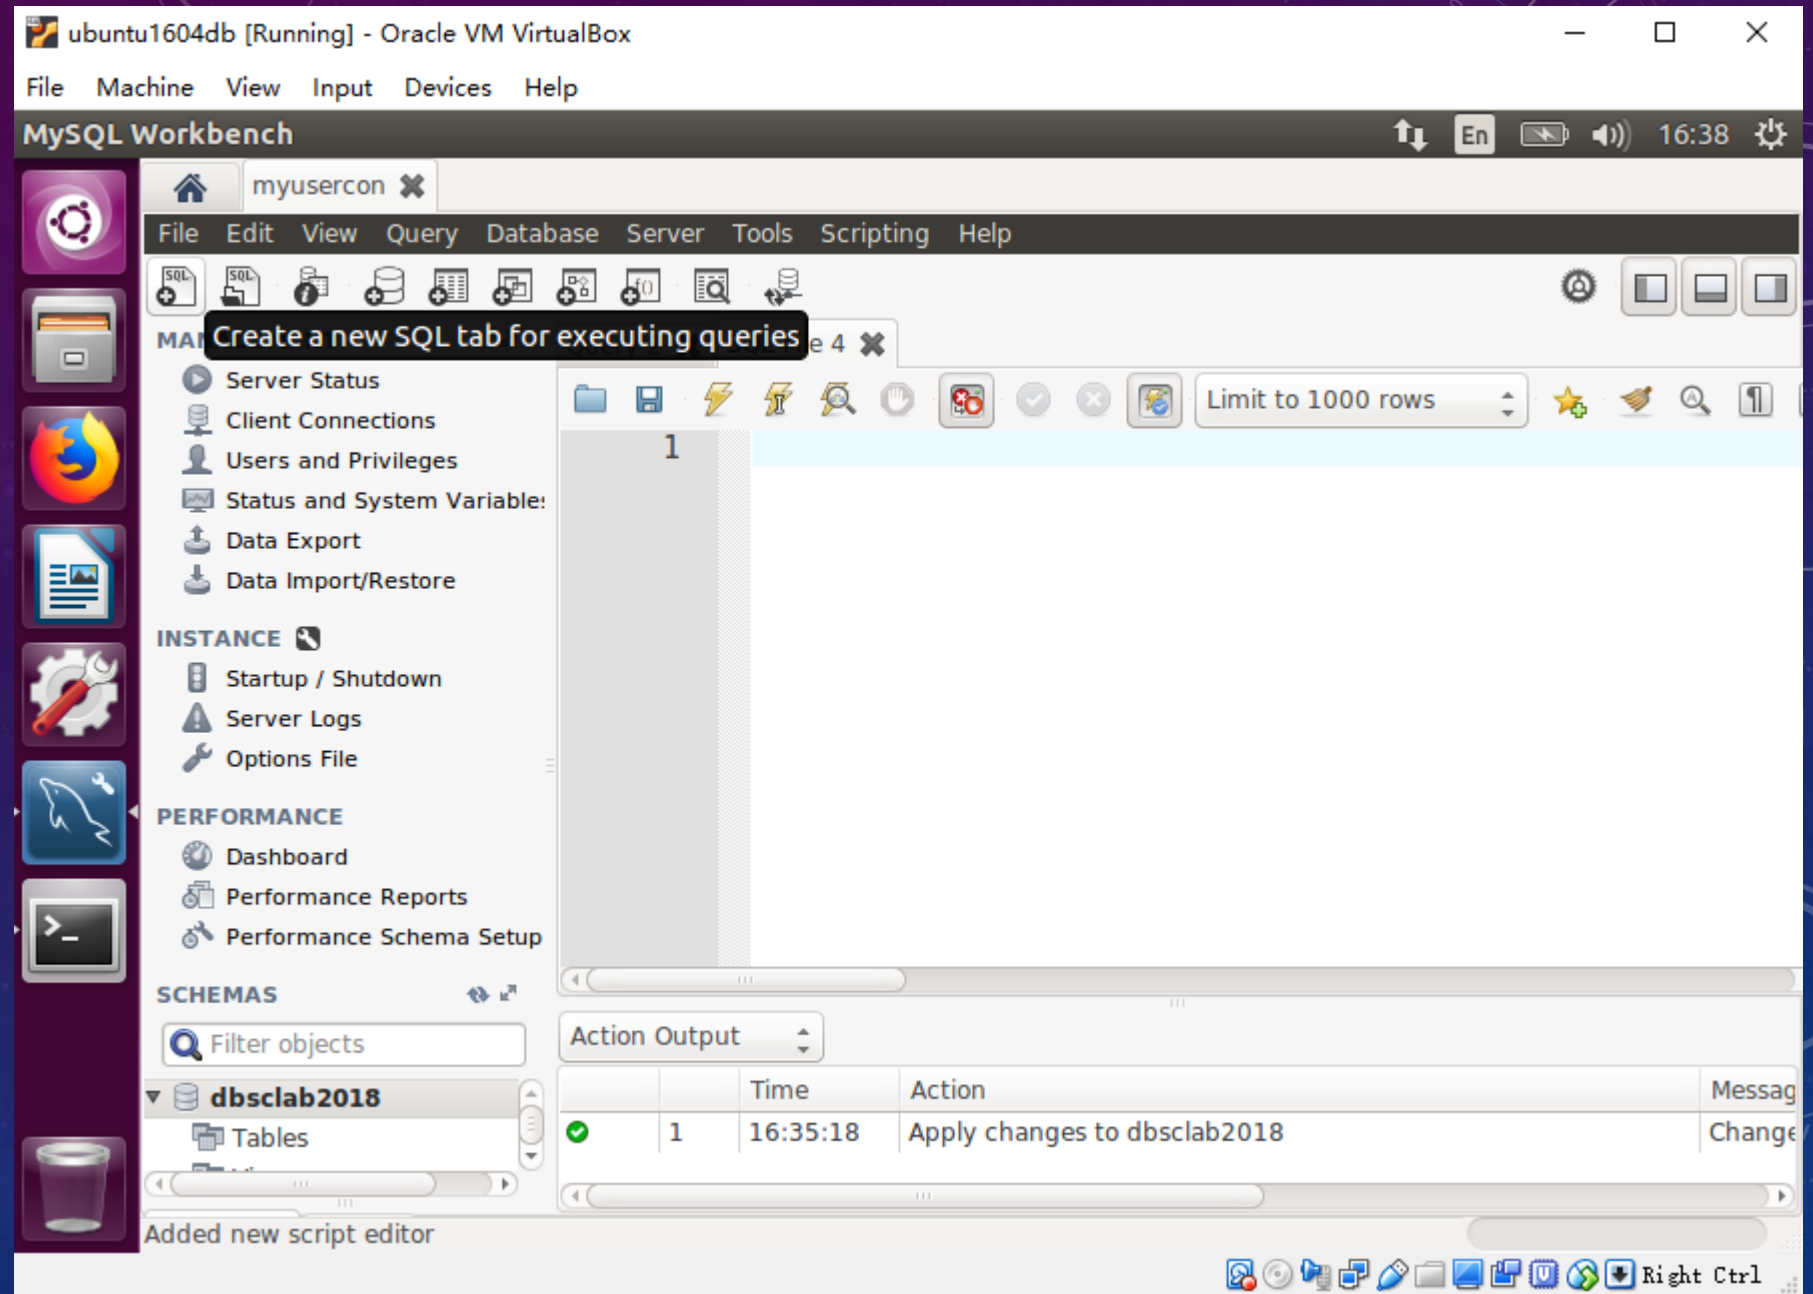 ubuntu1604db [Running] - Oracle VM VirtualBox
File Machine View Input Devices Help
MySQL Workbench En 16:38
myusercon
File Edit View Query Database Server Tools Scripting Help
SQL SQL f()
Create a new SQL tab for executing queries
e 4
Server Status
Client Connections
Users and Privileges
Status and System Variable
Data Export
Data Import/Restore
Limit to 1000 rows
1
INSTANCE
Startup / Shutdown
Server Logs
Options File
PERFORMANCE
Dashboard
Performance Reports
Performance Schema Setup
SCHEMAS
Filter objects
dbsclab2018
Tables
Action Output
Time Action Messag
1 16:35:18 Apply changes to dbsclab2018 Change
Added new script editor
Right Ctrl